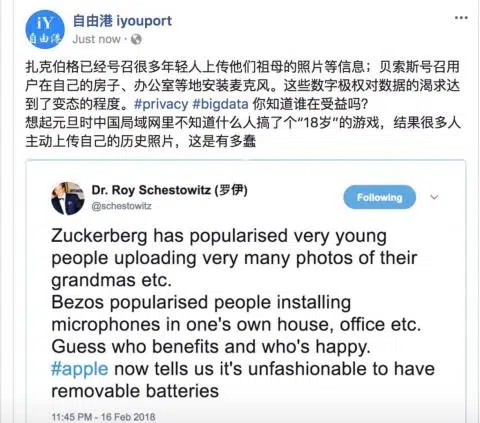 iY
自由港
自由港 iyouport
Just now ·
扎克伯格已经号召很多年轻人上传他们祖母的照片等信息；贝索斯号召用
户在自己的房子、办公室等地安装麦克风。这些数字极权对数据的渴求达
到了变态的程度。#privacy #bigdata 你知道谁在受益吗？
想起元旦时中国局域网里不知道什么人搞了个“18岁”的游戏，结果很多人
主动上传自己的历史照片，这是有多蠢
Dr. Roy Schestowitz (罗伊)
@schestowitz
Following
Zuckerberg has popularised very young
people uploading very many photos of their
grandmas etc.
Bezos popularised people installing
microphones in one's own house, office etc.
Guess who benefits and who's happy.
#apple now tells us it's unfashionable to have
removable batteries
11:45 PM - 16 Feb 2018